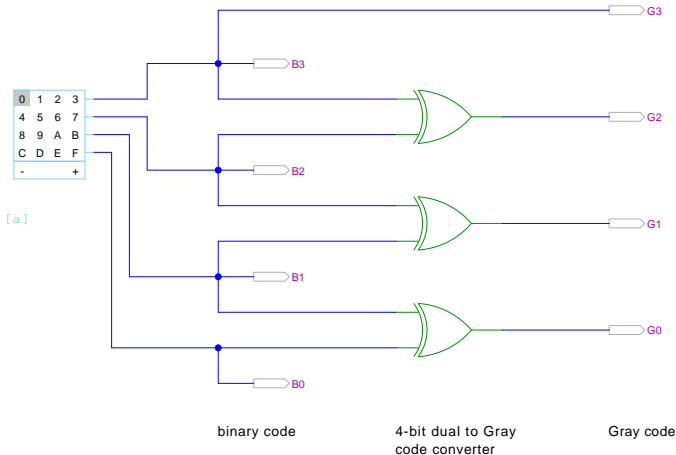 G3
B3
0 1 2 3
4 5 6 7
8 9 A B
C D E F
- +
G2
B2
[a]
G1
B1
G0
B0
binary code
4-bit dual to Gray
code converter
Gray code